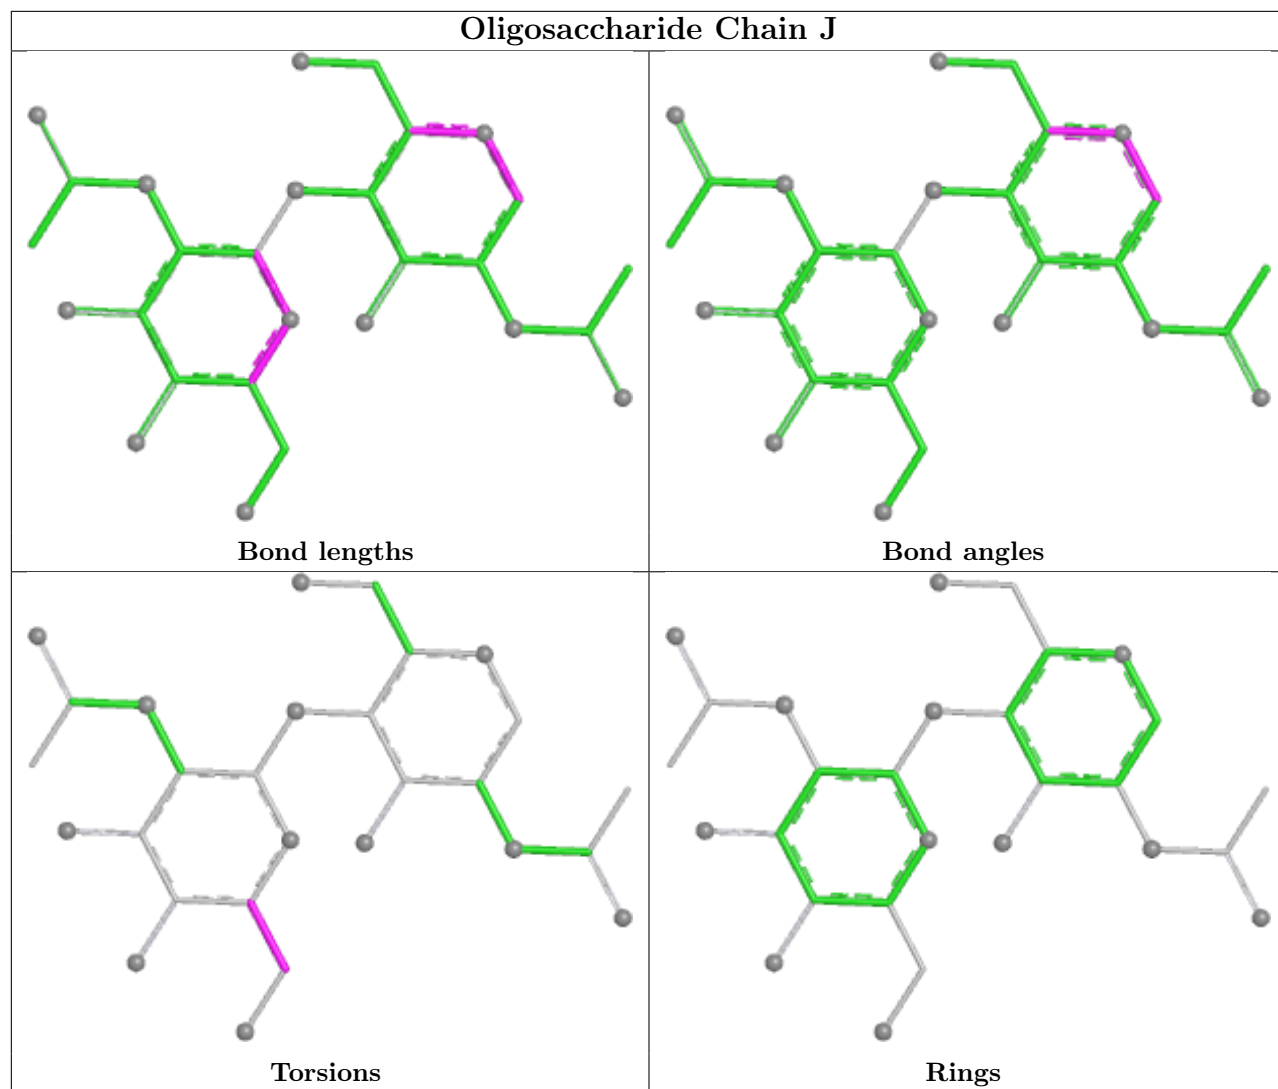 Oligosaccharide Chain J
Bond lengths
Bond angles
Torsions
Rings